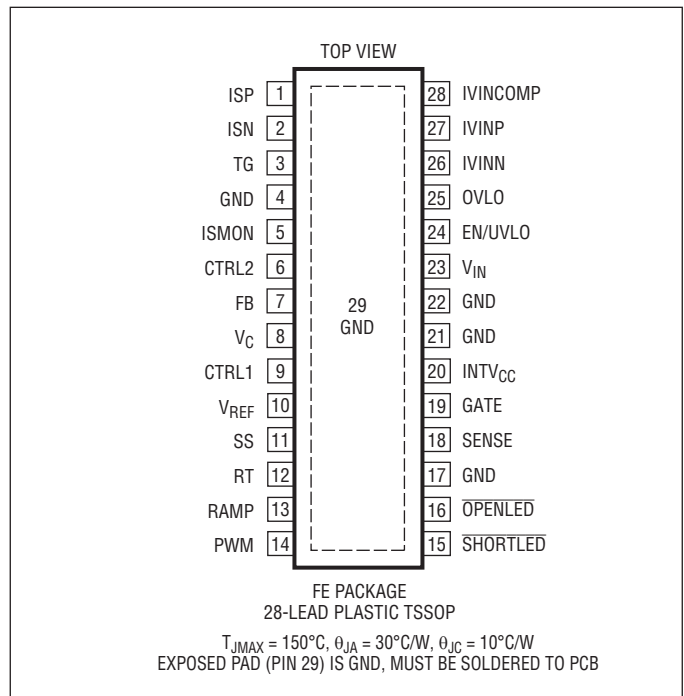 TOP VIEW
ISP 1 28 IVINCOMP
ISN 2 27 IVINP
TG 3 26 IVINN
GND 4 25 OVLO
ISMON 5 24 EN/UVLO
CTRL2 6 23 VIN
FB 7 22 GND
29
GND
VC 8 21 GND
CTRL1 9 20 INTVCC
VREF 10 19 GATE
SS 11 18 SENSE
RT 12 17 GND
RAMP 13 16 OPENLED
PWM 14 15 SHORTLED
FE PACKAGE
28-LEAD PLASTIC TSSOP
TJMAX = 150°C, θJA = 30°C/W, θJC = 10°C/W
EXPOSED PAD (PIN 29) IS GND, MUST BE SOLDERED TO PCB